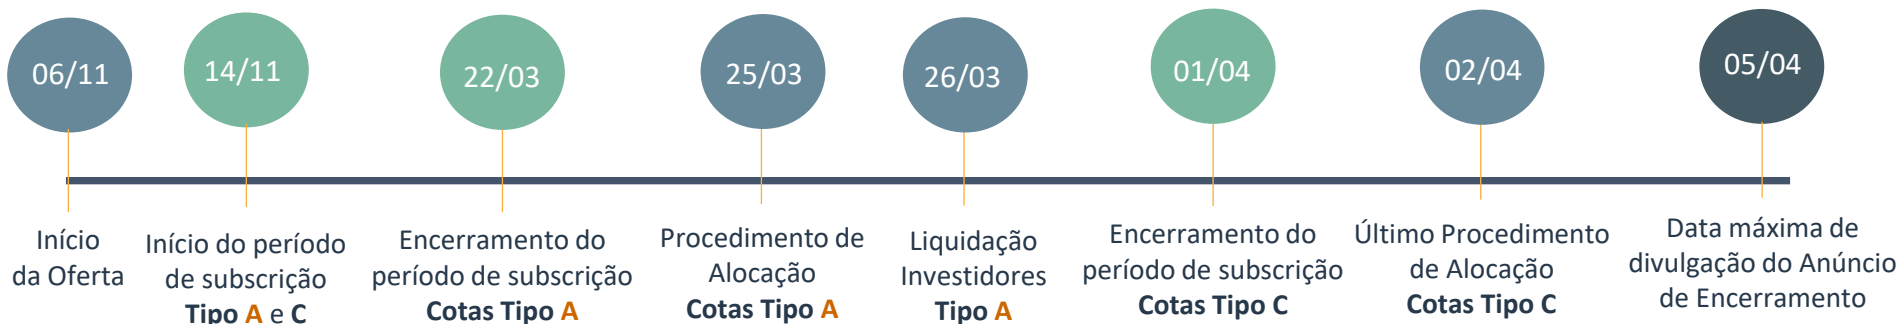 06/11
Início
da Oferta
14/11
Início do período
de subscrição
Tipo A e C
22/03
Encerramento do
período de subscrição
Cotas Tipo A
25/03
Procedimento de
Alocação
Cotas Tipo A
26/03
Liquidação
Investidores
Tipo A
01/04
Encerramento do
período de subscrição
Cotas Tipo C
02/04
Último Procedimento
de Alocação
Cotas Tipo C
05/04
Data máxima de
divulgação do Anúncio
de Encerramento